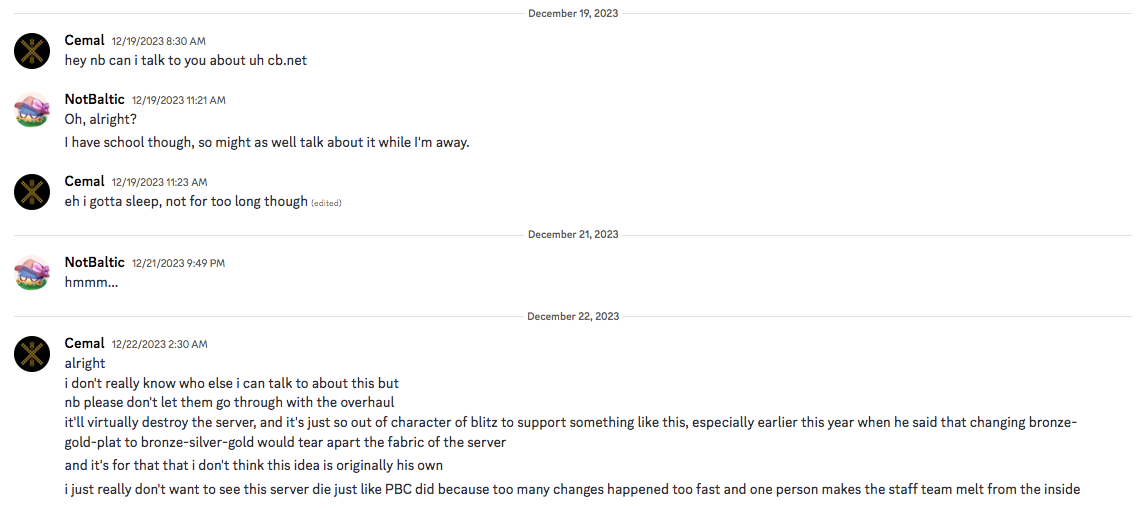 December 19, 2023
Cemal 12/19/2023 8:30 AM
hey nb can i talk to you about uh cb.net
NotBaltic 12/19/2023 11:21 AM
Oh, alright?
I have school though, so might as well talk about it while I'm away.
Cemal 12/19/2023 11:23 AM
eh i gotta sleep, not for too long though (edited)
December 21, 2023
NotBaltic 12/21/2023 9:49 PM
hmmm...
December 22, 2023
Cemal 12/22/2023 2:30 AM
alright
i don't really know who else i can talk to about this but
nb please don't let them go through with the overhaul
it'll virtually destroy the server, and it's just so out of character of blitz to support something like this, especially earlier this year when he said that changing bronze-
gold-plat to bronze-silver-gold would tear apart the fabric of the server
and it's for that that i don't think this idea is originally his own
i just really don't want to see this server die just like PBC did because too many changes happened too fast and one person makes the staff team melt from the inside